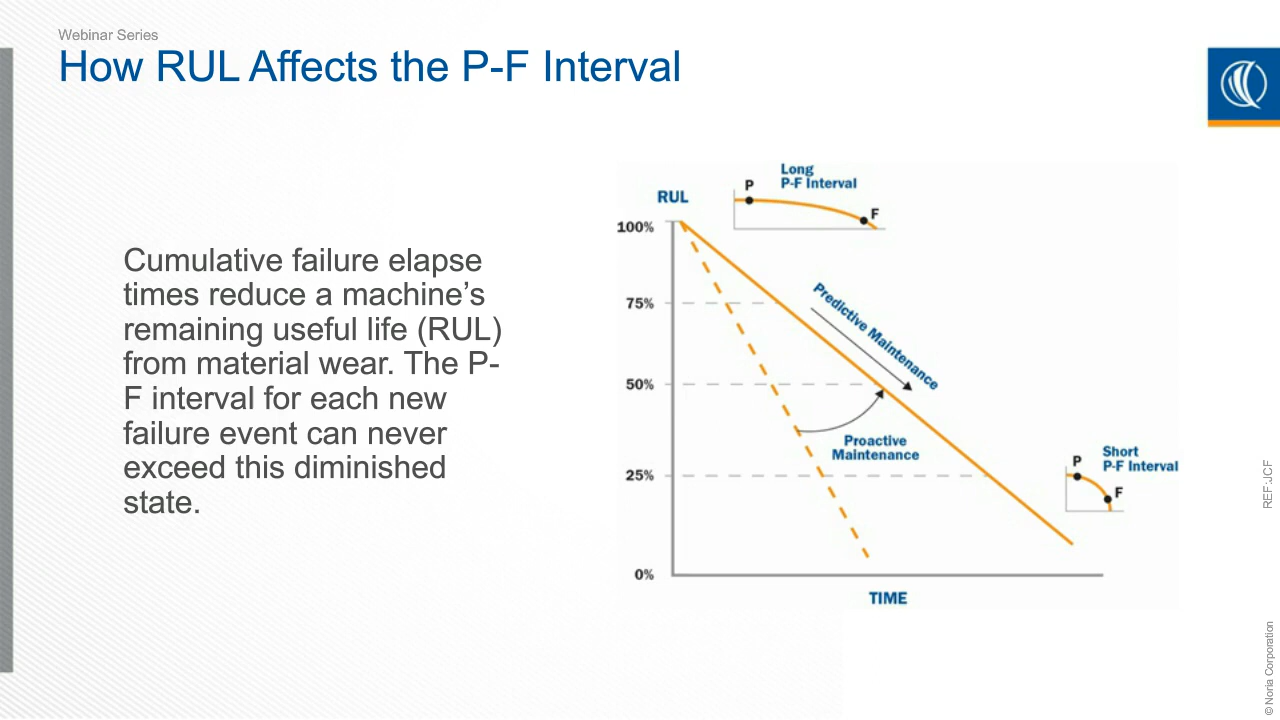 Webinar Series
How RUL Affects the P-F Interval
Cumulative failure elapse
times reduce a machine’s
remaining useful life (RUL)
from material wear. The P-
F interval for each new
failure event can never
exceed this diminished
state.
Long
P-F Interval
P
F
RUL
100%
75%
50%
25%
0%
Predictive Maintenance
Proactive
Maintenance
Short
P-F Interval
P
F
TIME
REF:JCF
© Noria Corporation